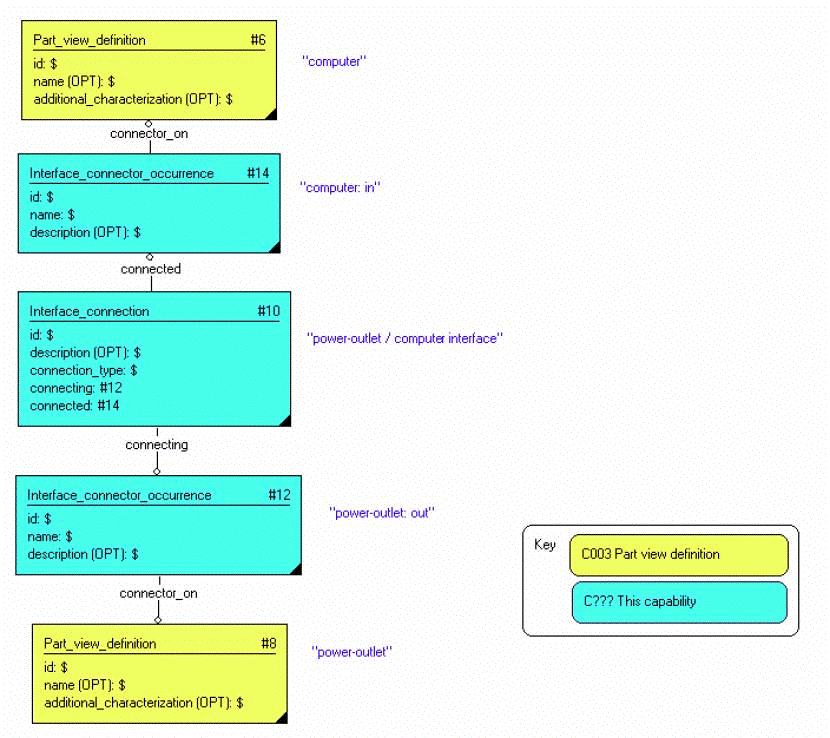 Part_view_definition #6
"computer"
id: $
name (OPT): $
additional_characterization (OPT): $
connector_on
Interface_connector_occurrence #14
"computer: in"
id: $
name: $
description (OPT): $
connected
Interface_connection #10
id: $
"power-outlet / computer interface"
description (OPT): $
connection_type: $
connecting: #12
connected: #14
connecting
Interface_connector_occurrence #12
"power-outlet: out"
id: $
name: $
description (OPT): $
connector_on
Part_view_definition #8
"power-outlet"
id: $
name (OPT): $
additional_characterization (OPT): $
Key
C003 Part view definition
C??? This capability